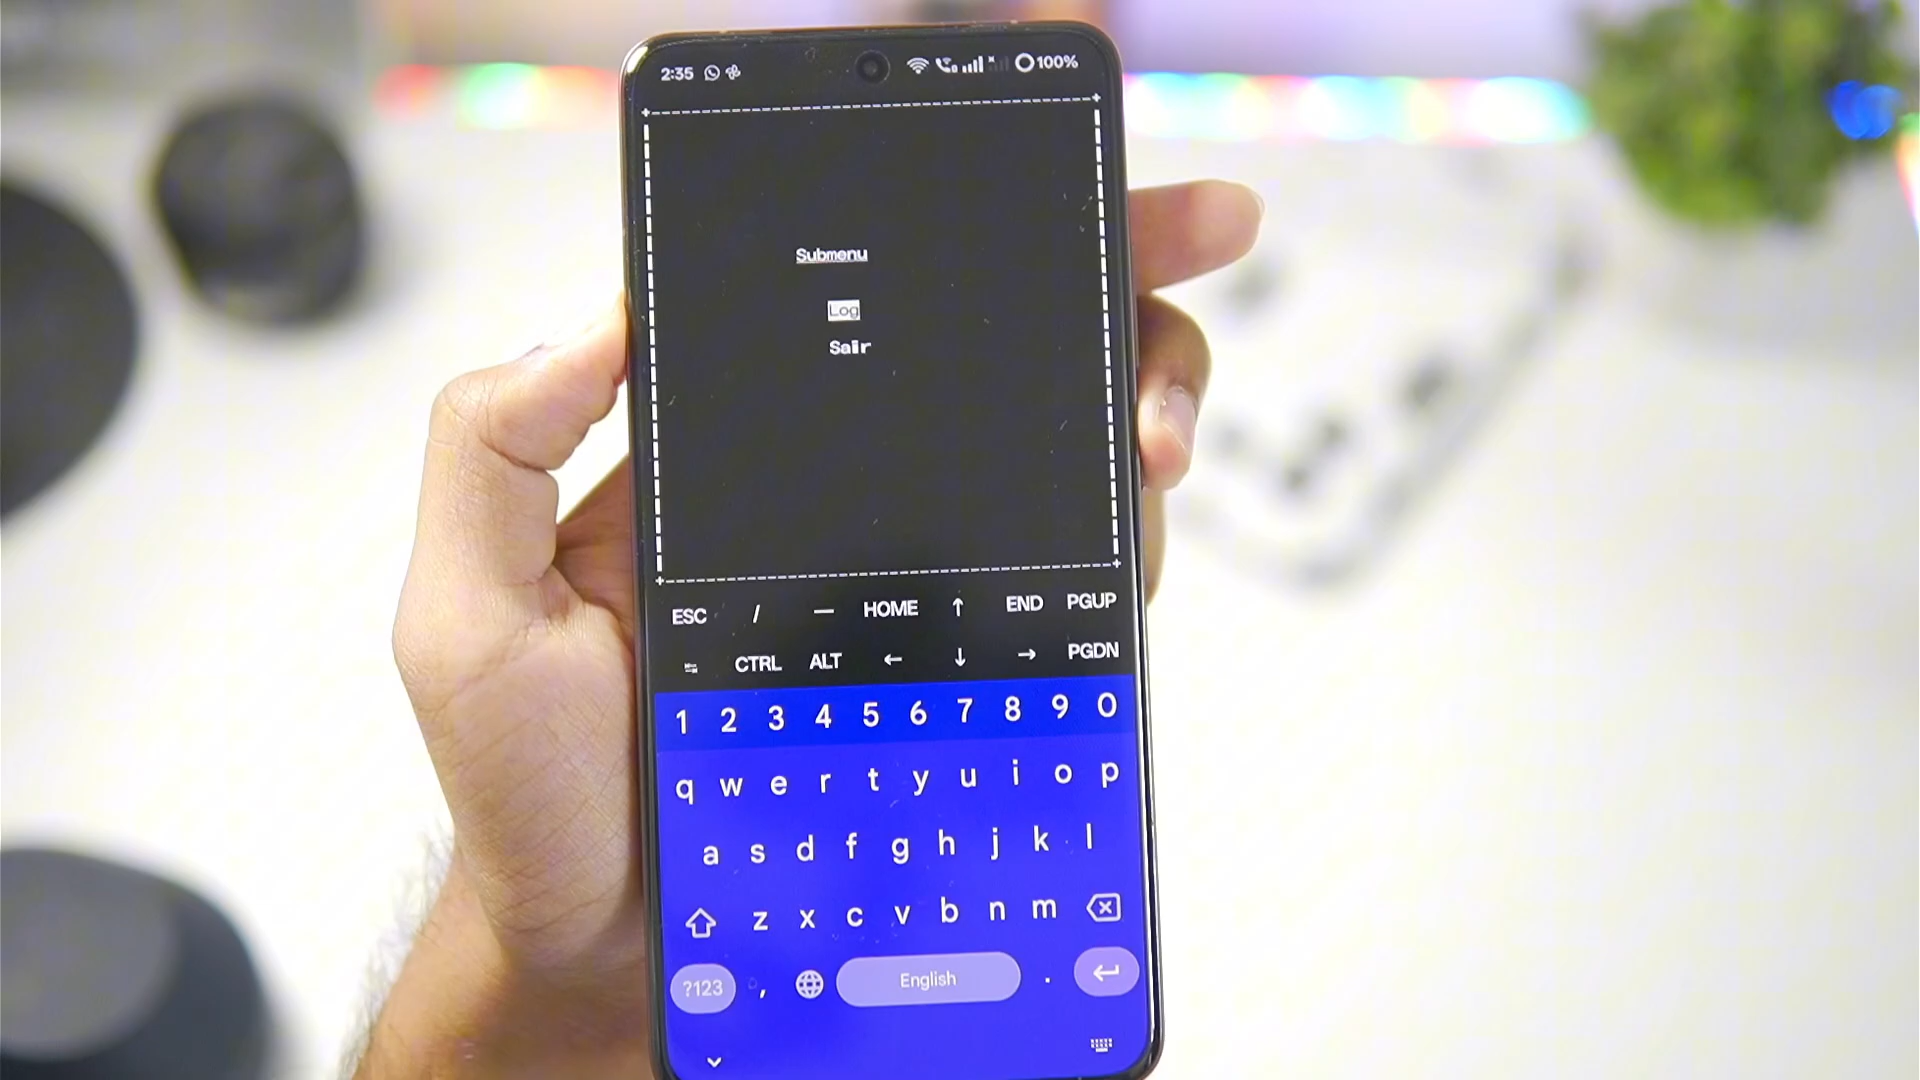 2:35 100%
Submenu
Log
Sair
ESC / — HOME ↑ END PGUP
CTRL ALT ← ↓ → PGDN
1 2 3 4 5 6 7 8 9 0
q w e r t y u i o p
a s d f g h j k l
z x c v b n m
?123 , English .